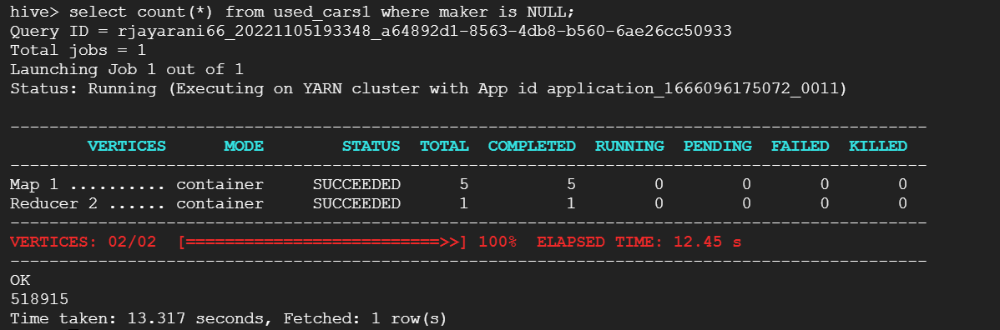 hive> select count(*) from used_cars1 where maker is NULL;
Query ID = rjayarani66_20221105193348_a64892d1-8563-4db8-b560-6ae26cc50933
Total jobs = 1
Launching Job 1 out of 1
Status: Running (Executing on YARN cluster with App id application_1666096175072_0011)
----------------------------------------------------------------------------------------------
VERTICES MODE STATUS TOTAL COMPLETED RUNNING PENDING FAILED KILLED
----------------------------------------------------------------------------------------------
Map 1 .......... container SUCCEEDED 5 5 0 0 0 0
Reducer 2 ...... container SUCCEEDED 1 1 0 0 0 0
----------------------------------------------------------------------------------------------
VERTICES: 02/02 [==========================>>] 100% ELAPSED TIME: 12.45 s
----------------------------------------------------------------------------------------------
OK
518915
Time taken: 13.317 seconds, Fetched: 1 row(s)